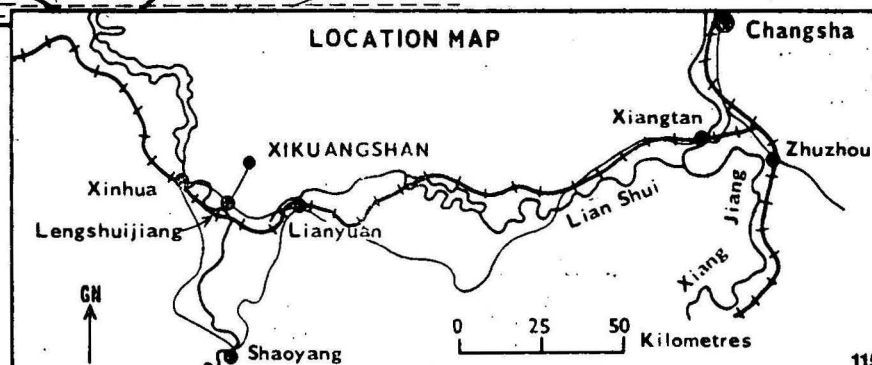 LOCATION MAP
Changsha
Xiangtan
XIKUANGSHAN
Zhuzhou
Xinhua
Lian Shui
Jiang
Lengshuijiang
Lianyuan
Xiang
GN
0 25 50
Kilometres
Shaoyang